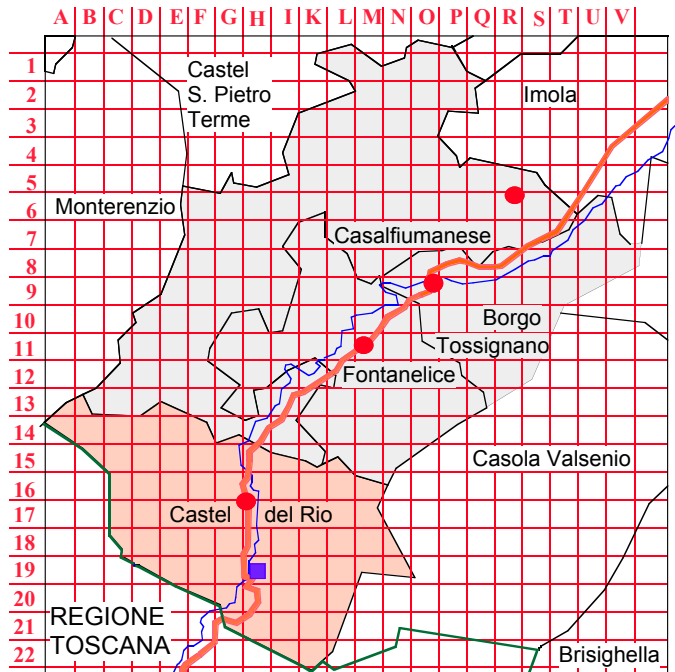 A B C D E F G H I K L M N O P Q R S T U V
1
Castel
S. Pietro
Terme
2
Imola
3
4
5
Monterenzio
6
7
Casalfiumanese
8
9
10
Borgo
Tossignano
11
12
Fontanelice
13
14
15
Casola Valsenio
16
17
Castel del Rio
18
19
20
REGIONE
TOSCANA
21
22
Brisighella